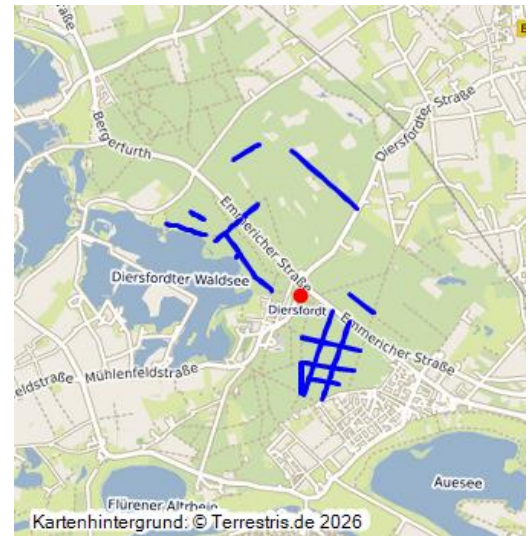 B
Diersfordter Straße
Bergerfurth
Emmericher Straße
Diersfordter Waldsee
Diersfordt
Emmericher Straße
eldstraße
Mühlenfeldstraße
Auesee
Flürener Altrhein
Kartenhintergrund: © Terrestris.de 2026